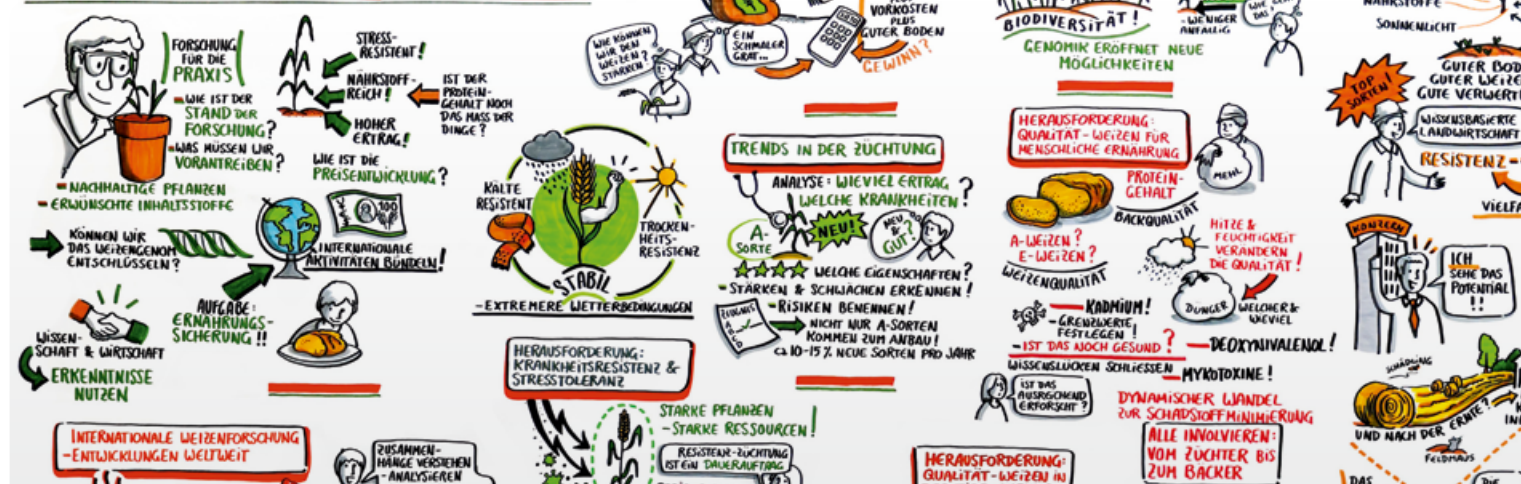 FORSCHUNG
FÜR DIE
PRAXIS
WIE IST DER
STAND DER
FORSCHUNG?
WAS MÜSSEN WIR
VORANTREIBEN?
- NACHHALTIGE PFLANZEN
- ERWÜNSCHTE INHALTSSTOFFE
STRESS-
RESISTENT!
NÄHRSTOFF-
REICH!
HOHER
ERTRAG!
IST DER
PROTEIN-
GEHALT NOCH
DAS MASS DER
DINGE?
WIE IST DIE
PREISENTWICKLUNG?
100
KÖNNEN WIR
DAS WEIZENGENOM
ENTSCHLÜSSELN?
INTERNATIONALE
AKTIVITÄTEN BÜNDELN!
AUFGABE:
ERNÄHRUNGS-
SICHERUNG!!
WISSEN-
SCHAFT & WIRTSCHAFT
ERKENNTNISSE
NUTZEN
INTERNATIONALE WEIZENFORSCHUNG
- ENTWICKLUNGEN WELTWEIT
ZUSAMMEN-
HÄNGE VERSTEHEN
- ANALYSIEREN
WIE KÖNNEN
WIR DEN
WEIZEN
STÄRKEN?
EIN
SCHMALER
GRAT...
VORKOSTEN
PLUS
GUTER BODEN
GEWINN?
KÄLTE
RESISTENT
TROCKEN-
HEITS-
RESISTENZ
STABIL
- EXTREMERE WETTERBEDINGUNGEN
HERAUSFORDERUNG:
KRANKHEITSRESISTENZ &
STRESSTOLERANZ
STARKE PFLANZEN
- STARKE RESSOURCEN!
RESISTENZ-ZÜCHTUNG
IST EIN DAUERAUFTRAG
TRENDS IN DER ZÜCHTUNG
ANALYSE: WIEVIEL ERTRAG
WELCHE KRANKHEITEN?
A-
SORTE
NEU!
NEU
&
GUT?
WELCHE EIGENSCHAFTEN?
- STÄRKEN & SCHWÄCHEN ERKENNEN!
ZEUGNIS
- RISIKEN BENENNEN!
NICHT NUR A-SORTEN
KOMMEN ZUM ANBAU!
ca 10-15% NEUE SORTEN PRO JAHR
BIODIVERSITÄT!
- WENIGER
ANFÄLLIG
GENOMIK ERÖFFNET NEUE
MÖGLICHKEITEN
HERAUSFORDERUNG:
QUALITÄT-WEIZEN FÜR
MENSCHLICHE ERNÄHRUNG
MEHL
PROTEIN-
GEHALT
BACKQUALITÄT
A-WEIZEN?
E-WEIZEN?
WEIZENQUALITÄT
HITZE &
FEUCHTIGKEIT
VERÄNDERN
DIE QUALITÄT!
DÜNGER
WELCHER &
WIEVIEL
KADMIUM!
- GRENZWERTE
FESTLEGEN!
- IST DAS NOCH GESUND?
DEOXYNIVALENOL!
WISSENSLÜCKEN SCHLIESSEN
MYKOTOXINE!
IST DAS
AUSREICHEND
ERFORSCHT?
DYNAMISCHER WANDEL
ZUR SCHADSTOFFMINIMIERUNG
ALLE INVOLVIEREN:
VOM ZÜCHTER BIS
ZUM BÄCKER
HERAUSFORDERUNG:
QUALITÄT-WEIZEN IN
NÄHRSTOFFE
SONNENLICHT
TOP
SORTEN!
GUTER BOD
GUTER WEIZE
GUTE VERWERT
WISSENSBASIERTE
LANDWIRTSCHAFT
RESISTENZ-
VIELFA
KONZERN
ICH
SEHE DAS
POTENTIAL
!!
SCHÄDLING
UND NACH DER ERNTE?
FELDMAUS
DAS
DIE